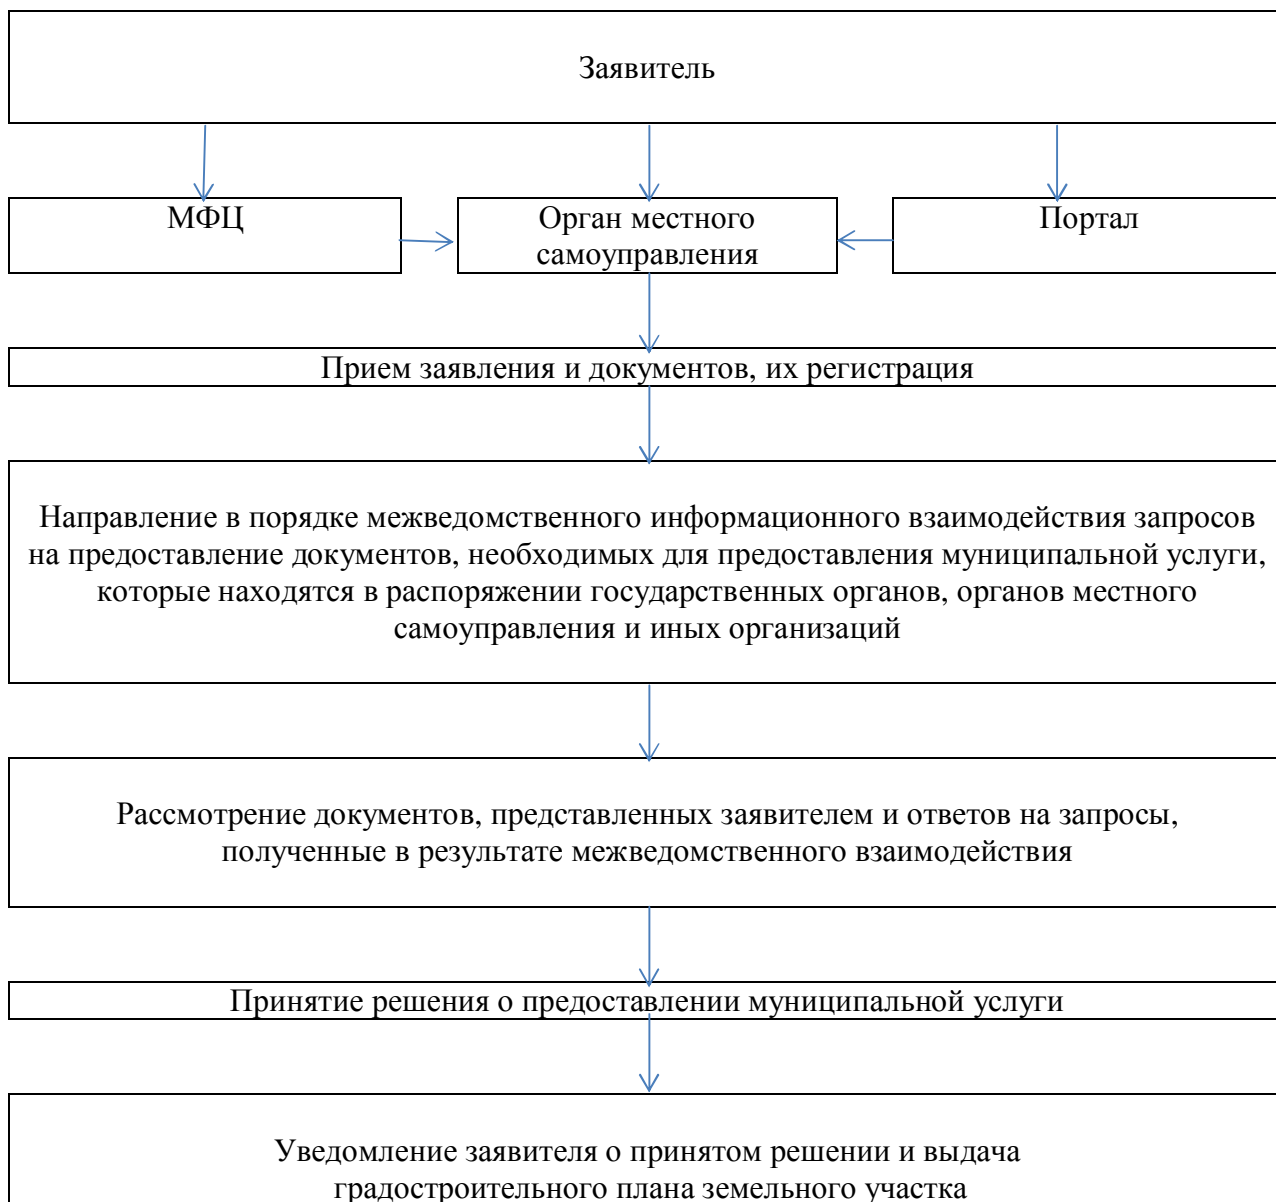 Заявитель
МФЦ
Орган местного
самоуправления
Портал
Прием заявления и документов, их регистрация
Направление в порядке межведомственного информационного взаимодействия запросов
на предоставление документов, необходимых для предоставления муниципальной услуги,
которые находятся в распоряжении государственных органов, органов местного
самоуправления и иных организаций
Рассмотрение документов, представленных заявителем и ответов на запросы,
полученные в результате межведомственного взаимодействия
Принятие решения о предоставлении муниципальной услуги
Уведомление заявителя о принятом решении и выдача
градостроительного плана земельного участка